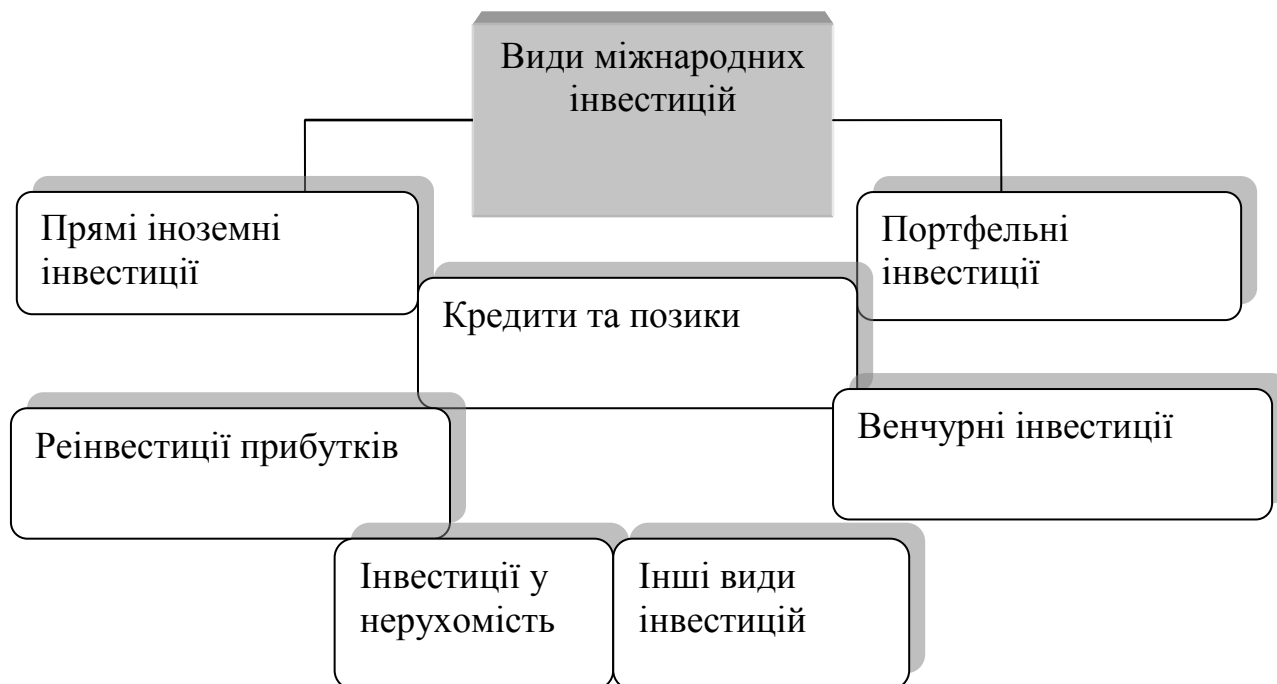 Види міжнародних
інвестицій
Прямі іноземні
інвестиції
Портфельні
інвестиції
Кредити та позики
Реінвестиції прибутків
Венчурні інвестиції
Інвестиції у
нерухомість
Інші види
інвестицій